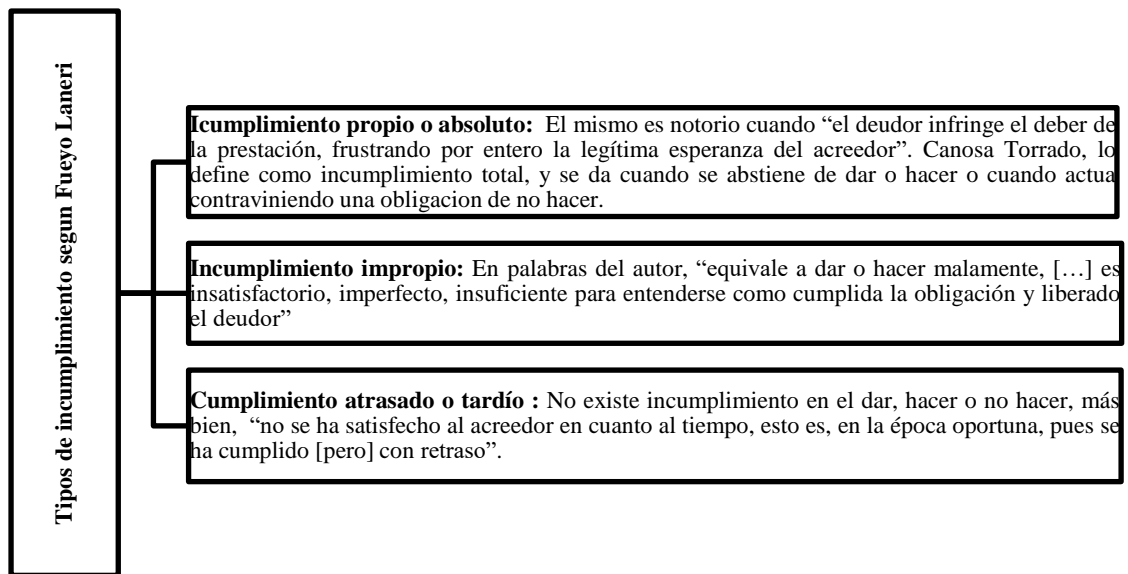 Tipos de incumplimiento segun Fueyo Laneri
Icumplimiento propio o absoluto: El mismo es notorio cuando “el deudor infringe el deber de
la prestación, frustrando por entero la legítima esperanza del acreedor”. Canosa Torrado, lo
define como incumplimiento total, y se da cuando se abstiene de dar o hacer o cuando actua
contraviniendo una obligacion de no hacer.
Incumplimiento impropio: En palabras del autor, “equivale a dar o hacer malamente, […] es
insatisfactorio, imperfecto, insuficiente para entenderse como cumplida la obligación y liberado
el deudor”
Cumplimiento atrasado o tardío : No existe incumplimiento en el dar, hacer o no hacer, más
bien, “no se ha satisfecho al acreedor en cuanto al tiempo, esto es, en la época oportuna, pues se
ha cumplido [pero] con retraso”.